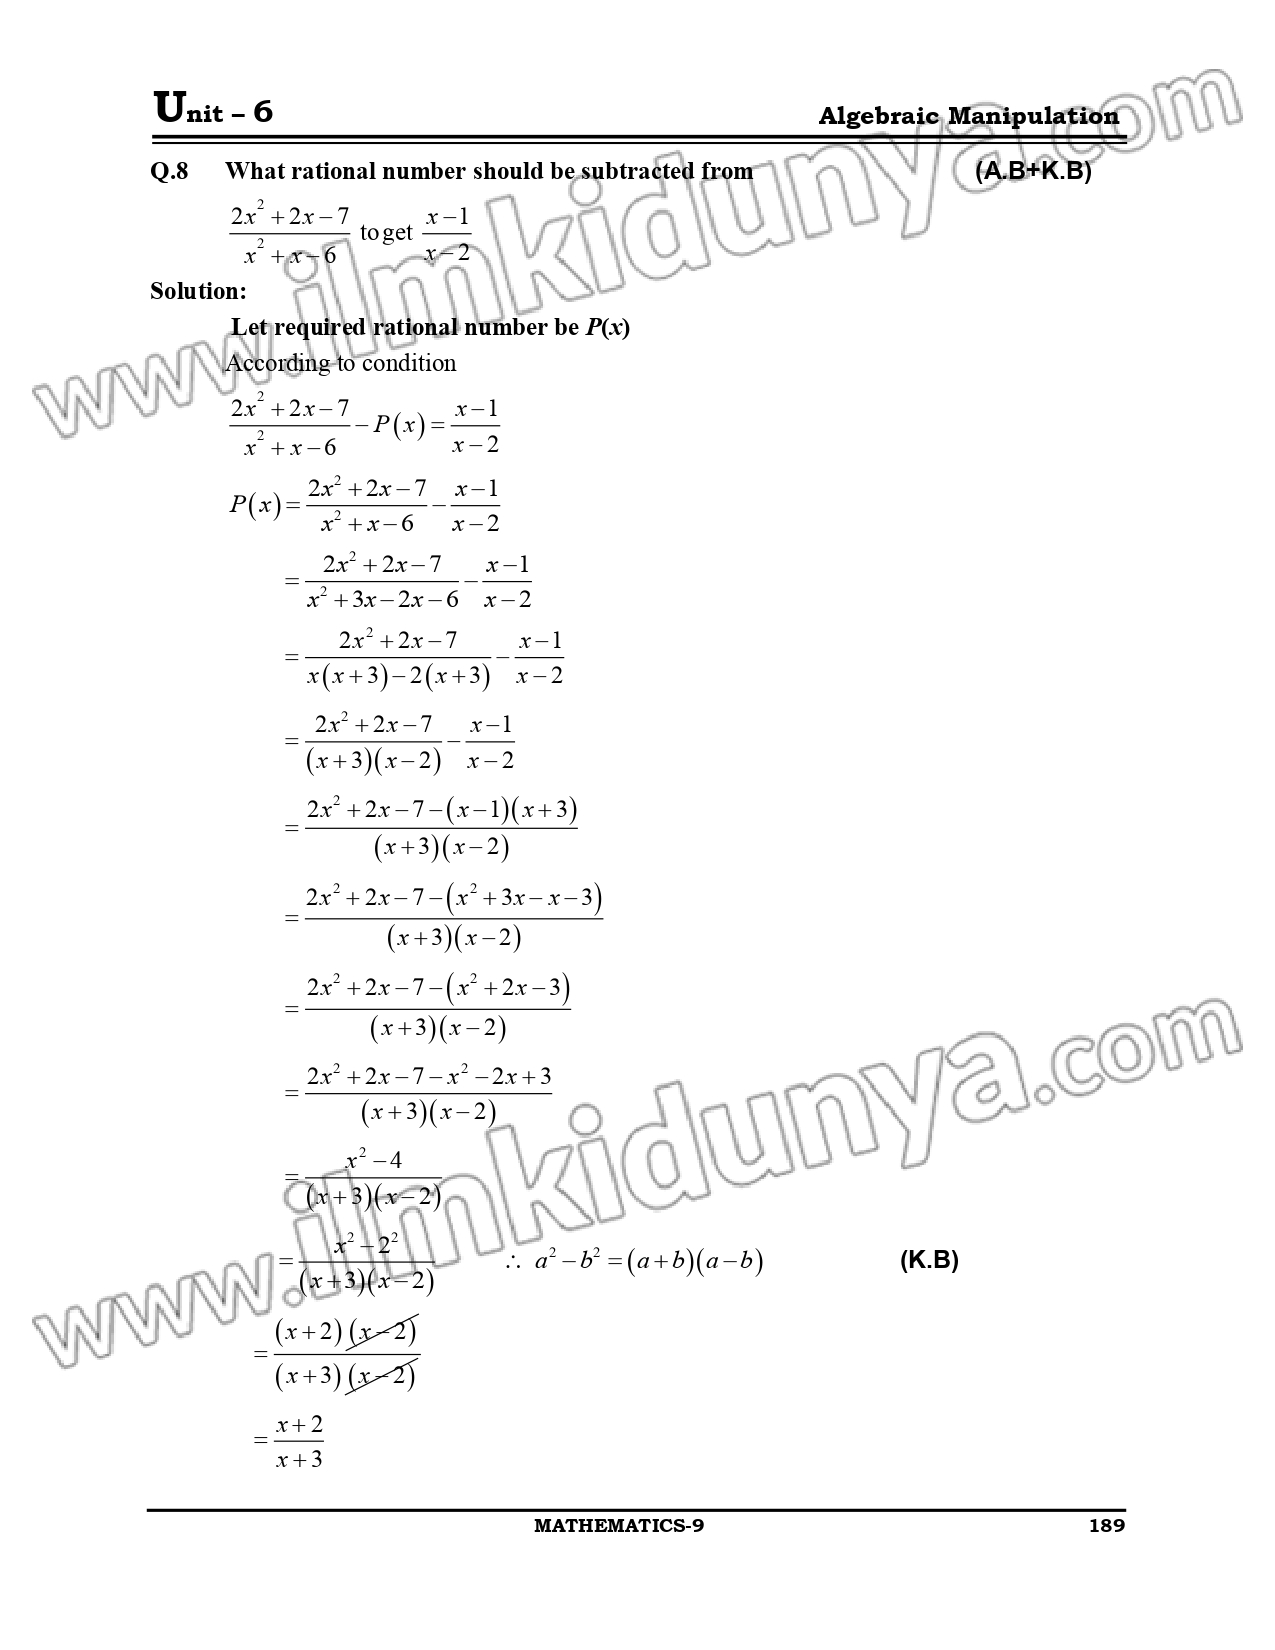 Unit – 6 Algebraic Manipulation
Q.8 What rational number should be subtracted from (A.B+K.B)
\frac{2x^2+2x-7}{x^2+x-6} to get \frac{x-1}{x-2}
Solution:
Let required rational number be P(x)
According to condition
\frac{2x^2+2x-7}{x^2+x-6} - P(x) = \frac{x-1}{x-2}
P(x) = \frac{2x^2+2x-7}{x^2+x-6} - \frac{x-1}{x-2}
= \frac{2x^2+2x-7}{x^2+3x-2x-6} - \frac{x-1}{x-2}
= \frac{2x^2+2x-7}{x(x+3)-2(x+3)} - \frac{x-1}{x-2}
= \frac{2x^2+2x-7}{(x+3)(x-2)} - \frac{x-1}{x-2}
= \frac{2x^2+2x-7-(x-1)(x+3)}{(x+3)(x-2)}
= \frac{2x^2+2x-7-(x^2+3x-x-3)}{(x+3)(x-2)}
= \frac{2x^2+2x-7-(x^2+2x-3)}{(x+3)(x-2)}
= \frac{2x^2+2x-7-x^2-2x+3}{(x+3)(x-2)}
= \frac{x^2-4}{(x+3)(x-2)}
= \frac{x^2-2^2}{(x+3)(x-2)} ∴ a^2-b^2=(a+b)(a-b) (K.B)
= \frac{(x+2)(x-2)}{(x+3)(x-2)}
= \frac{x+2}{x+3}
MATHEMATICS-9 189
www.ilmkidunya.com
www.ilmkidunya.com